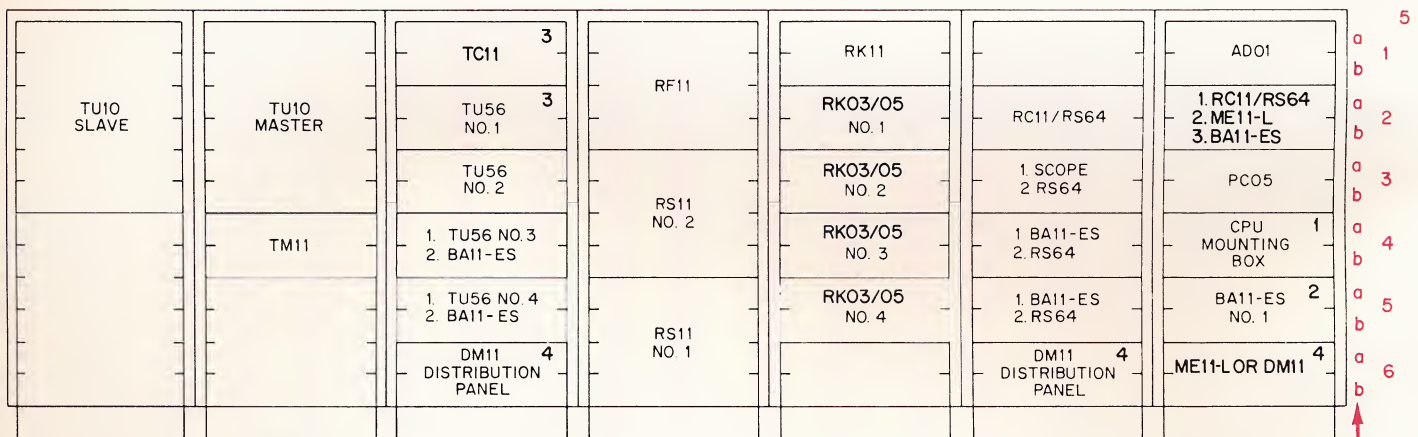 TU10
SLAVE
TU10
MASTER
TM11
TC11 3
TU56 3
NO. 1
TU56
NO. 2
1. TU56 NO. 3
2. BA11-ES
1. TU56 NO. 4
2. BA11-ES
DM11 4
DISTRIBUTION
PANEL
RF11
RS11
NO. 2
RS11
NO. 1
RK11
RK03/05
NO. 1
RK03/05
NO. 2
RK03/05
NO. 3
RK03/05
NO. 4
RC11/RS64
1. SCOPE
2 RS64
1 BA11-ES
2. RS64
1. BA11-ES
2. RS64
DM11 4
DISTRIBUTION
PANEL
AD01
1. RC11/RS64
2. ME11-L
3. BA11-ES
PC05
CPU 1
MOUNTING
BOX
BA11-ES 2
NO. 1
ME11-L OR DM11 4
5
a
1
b
a
2
b
a
3
b
a
4
b
a
5
b
a
6
b